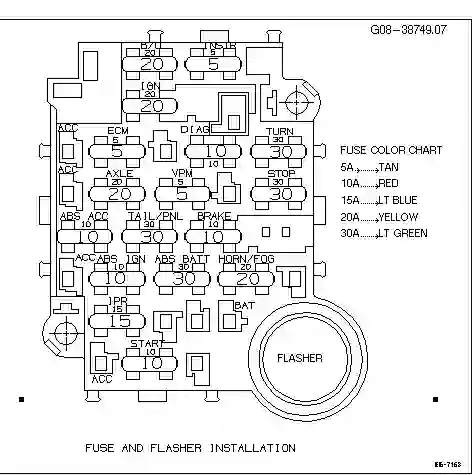 G08-38749.07
B/U INSTR
20 5
20 5
IGN
20
20
ACC ECM DIAG TURN
5 10 30
5 10 30
10
ACC AXLE VPM STOP
20 5 30
20 5 30
ABS ACC TAIL/PNL BRAKE
10 30 10
10 30 10
ACC ABS IGN ABS BATT HORN/FOG
10 30 20
10 30 20
IPR BAT
15
15
START
10
10
ACC
FUSE COLOR CHART
5A........TAN
10A........RED
15A........LT BLUE
20A........YELLOW
30A........LT GREEN
FLASHER
FUSE AND FLASHER INSTALLATION